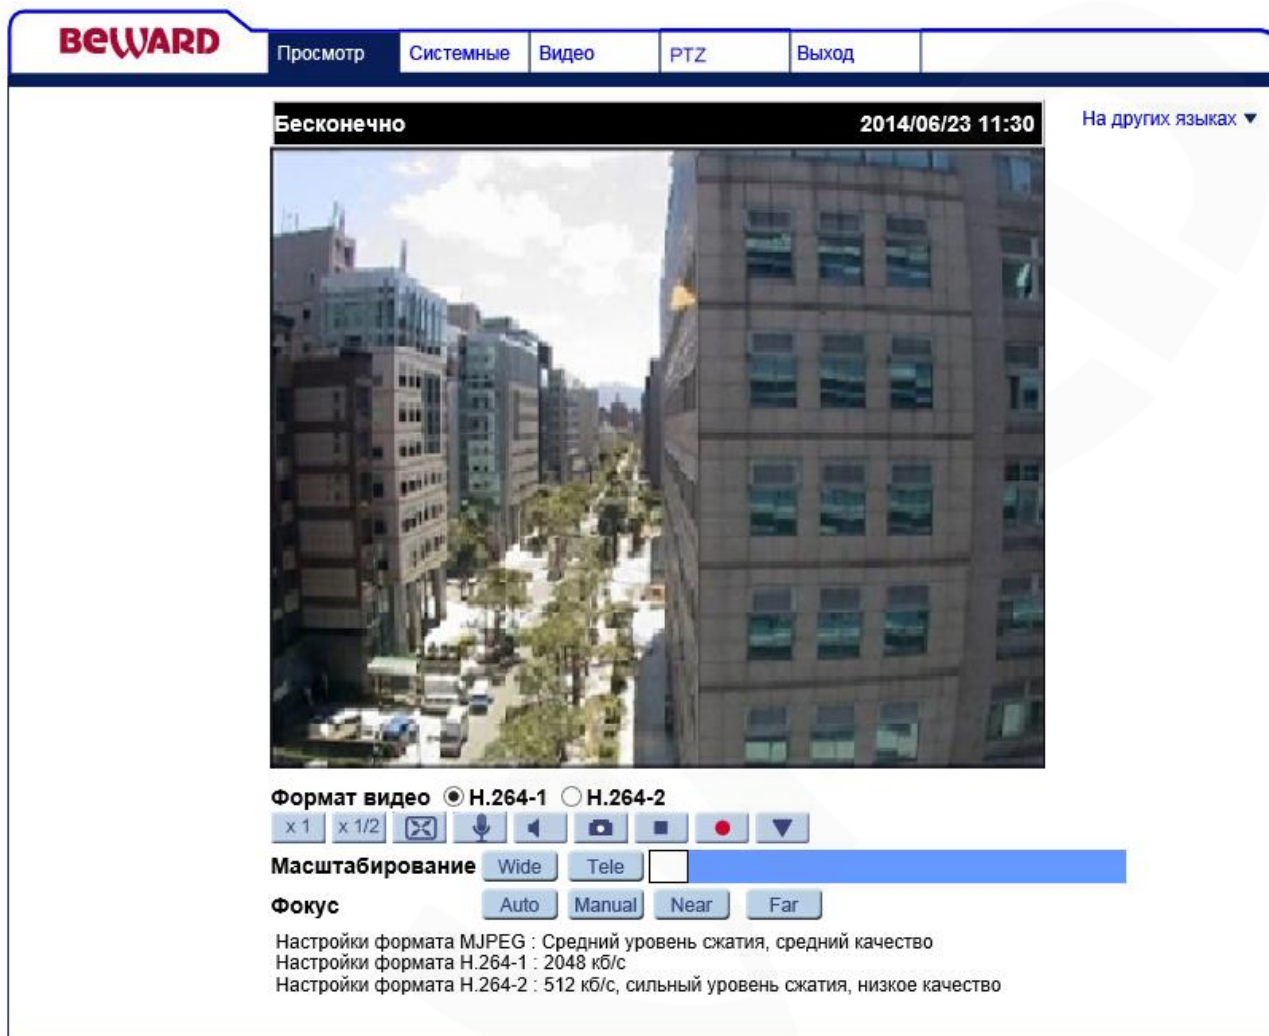 BEWARD
Просмотр Системные Видео PTZ Выход
Бесконечно 2014/06/23 11:30 На других языках ▼
Формат видео H.264-1 H.264-2
x 1 x 1/2
Масштабирование Wide Tele
Фокус Auto Manual Near Far
Настройки формата MJPEG : Средний уровень сжатия, средний качество
Настройки формата H.264-1 : 2048 кб/с
Настройки формата H.264-2 : 512 кб/с, сильный уровень сжатия, низкое качество